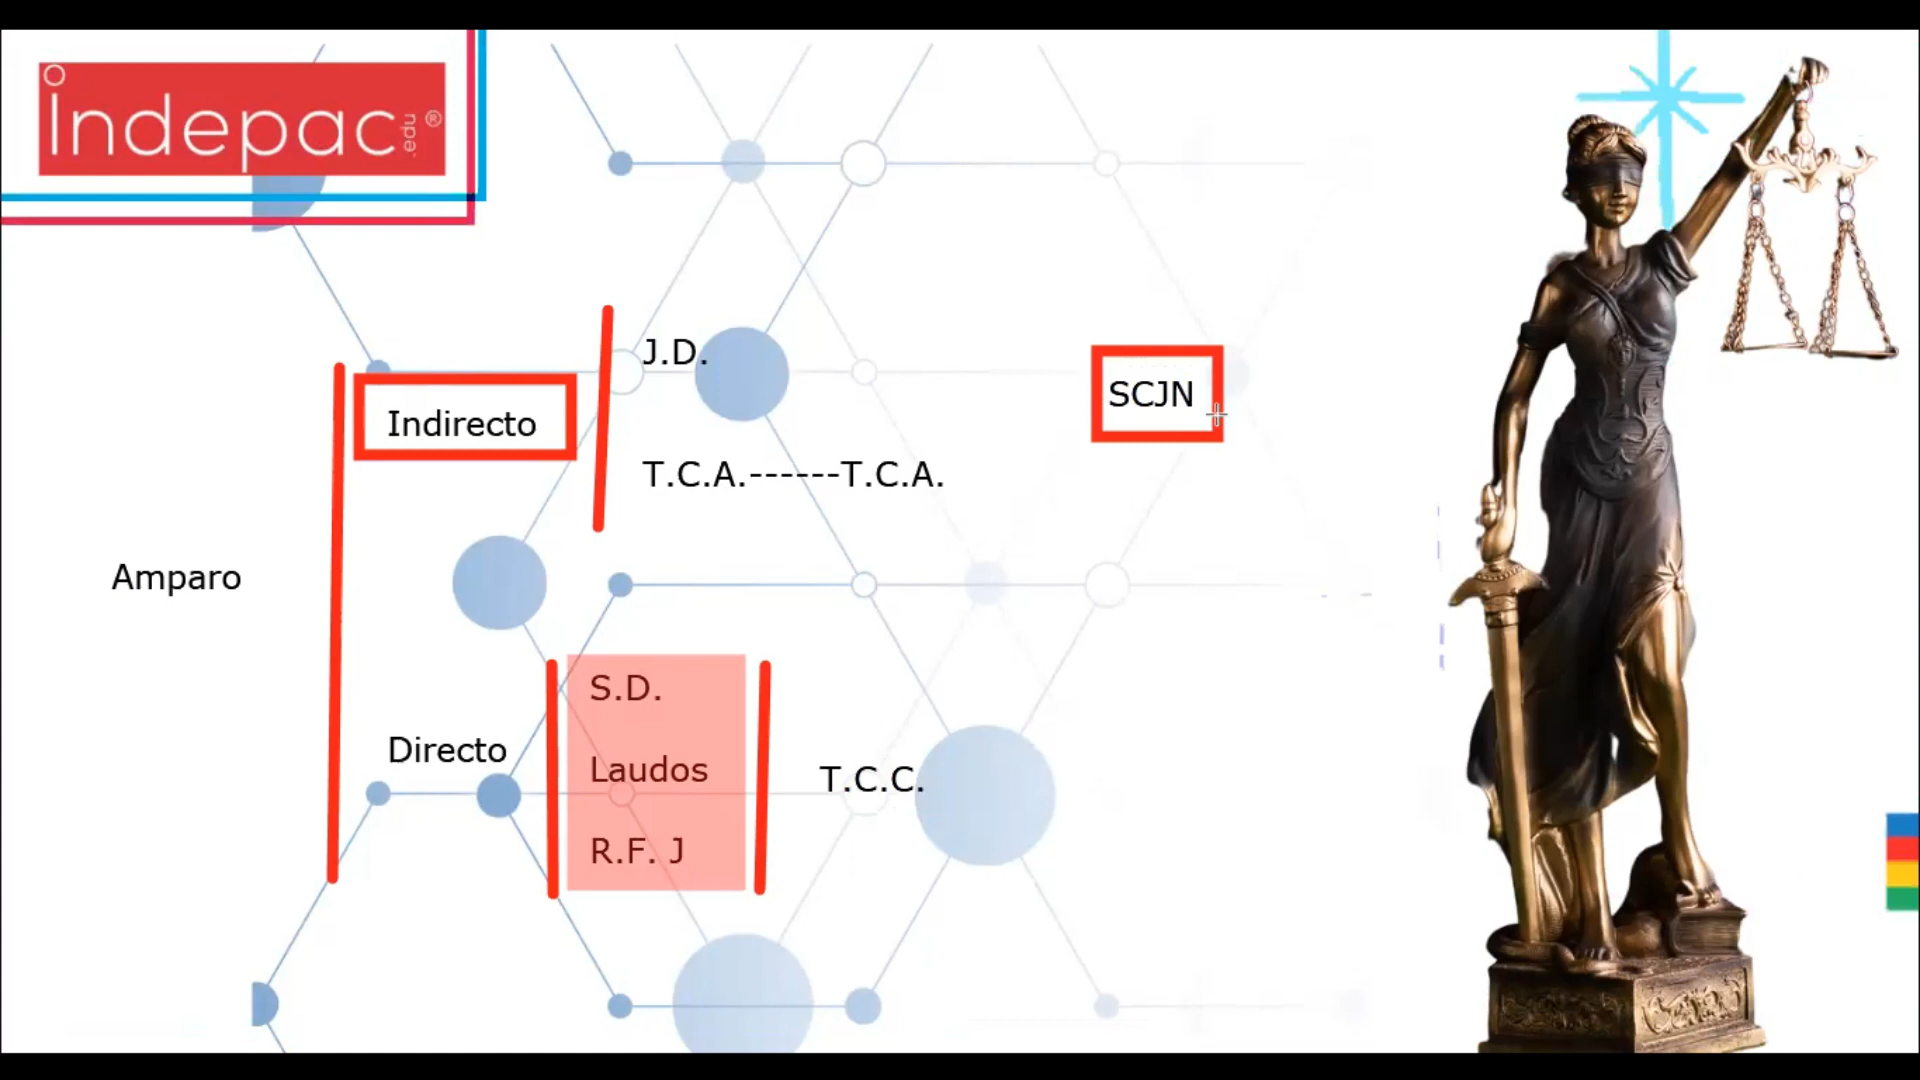 indepac.edu®
J.D.
SCJN
Indirecto
T.C.A.------T.C.A.
Amparo
S.D.
Directo
Laudos
T.C.C.
R.F. J